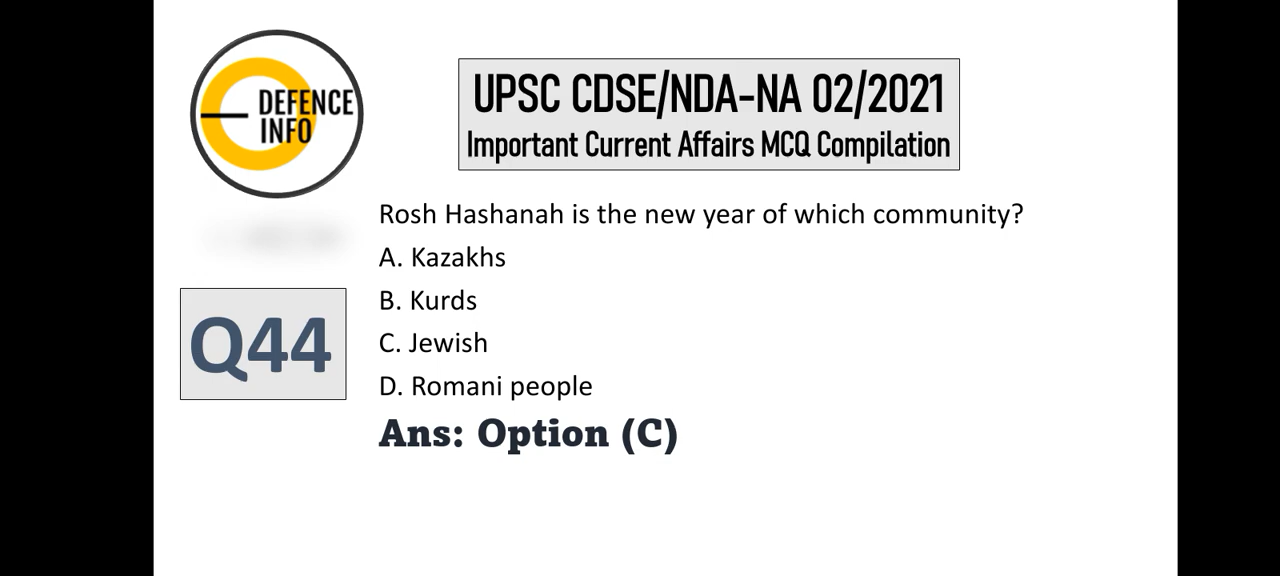 DEFENCE
INFO
UPSC CDSE/NDA-NA 02/2021
Important Current Affairs MCQ Compilation
Rosh Hashanah is the new year of which community?
A. Kazakhs
B. Kurds
C. Jewish
D. Romani people
Q44
Ans: Option (C)